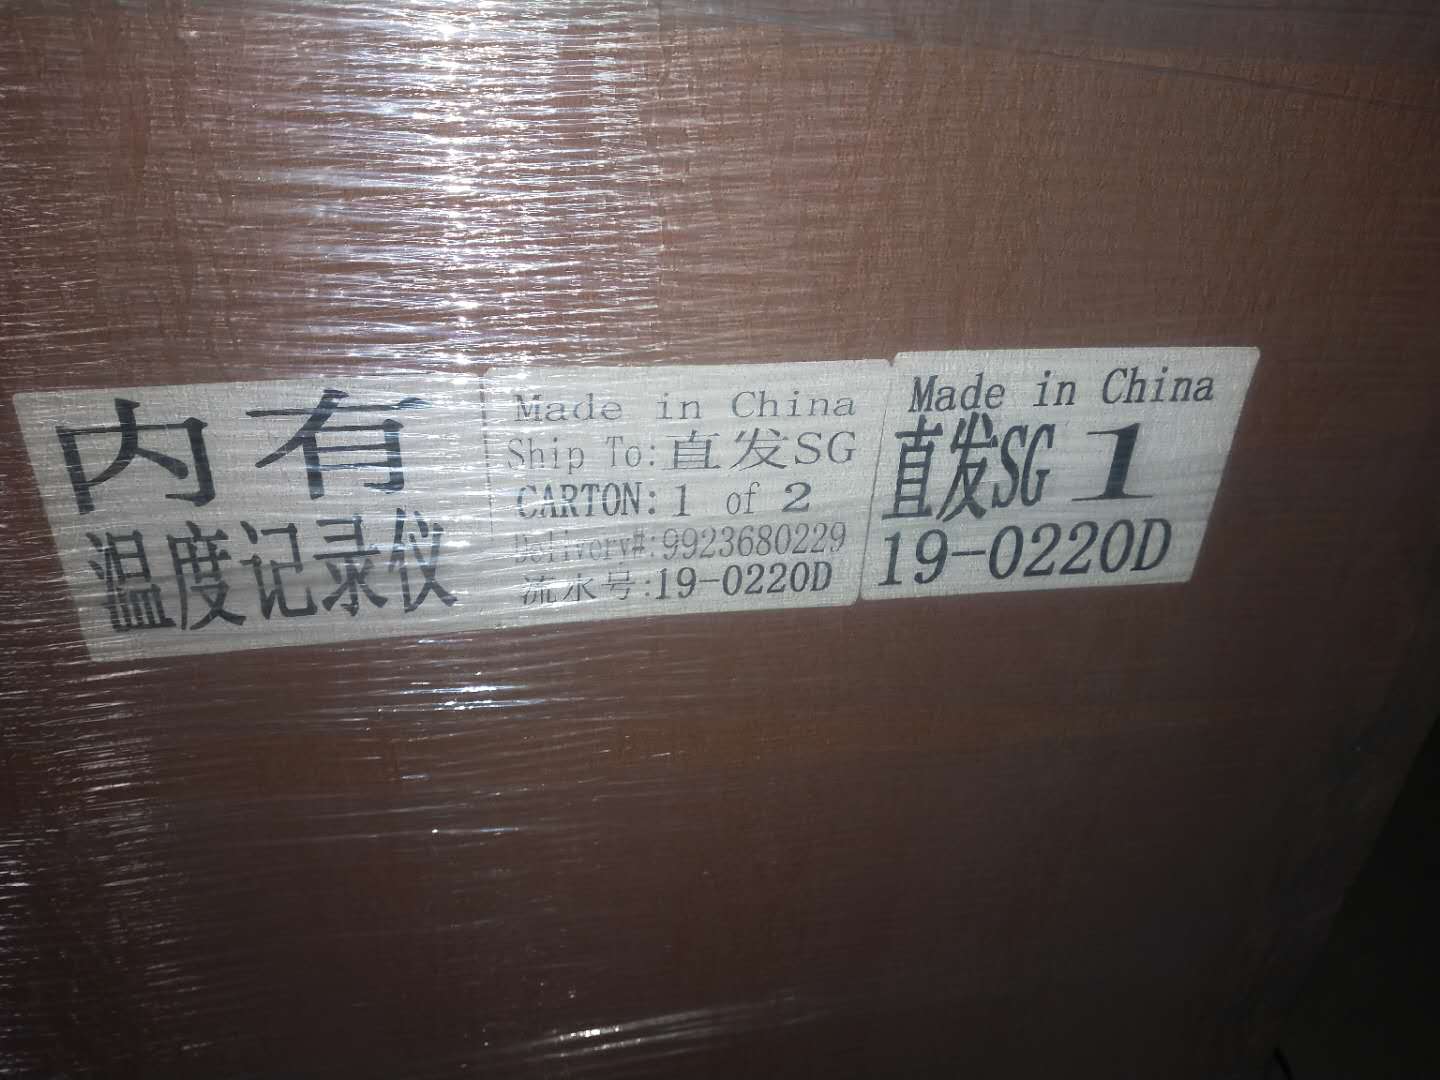 内有
温度记录仪
Made in China
Ship To:直发SG
CARTON:1 of 2
Delivery#:9923680229
流水号:19-0220D
Made in China
直发SG 1
19-0220D